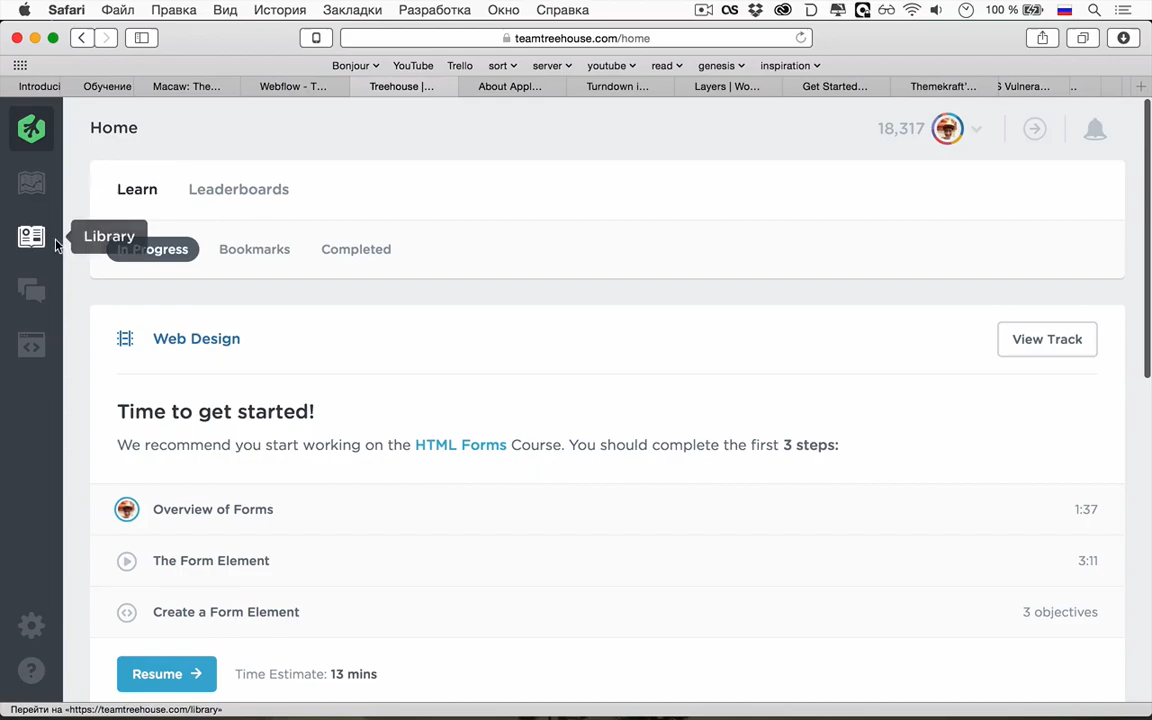 Safari Файл Правка Вид История Закладки Разработка Окно Справка 100 %
teamtreehouse.com/home
Bonjour YouTube Trello sort server youtube read genesis inspiration
Introduci Обучение Macaw: The... Webflow - T... Treehouse |... About Appl... Turndown i... Layers | Wo... Get Started... Themekraft'... S Vulnera... ..
Home
18,317
Learn Leaderboards
Library
In Progress Bookmarks Completed
Web Design
View Track
Time to get started!
We recommend you start working on the HTML Forms Course. You should complete the first 3 steps:
Overview of Forms 1:37
The Form Element 3:11
Create a Form Element 3 objectives
Resume Time Estimate: 13 mins
Перейти на «https://teamtreehouse.com/library»